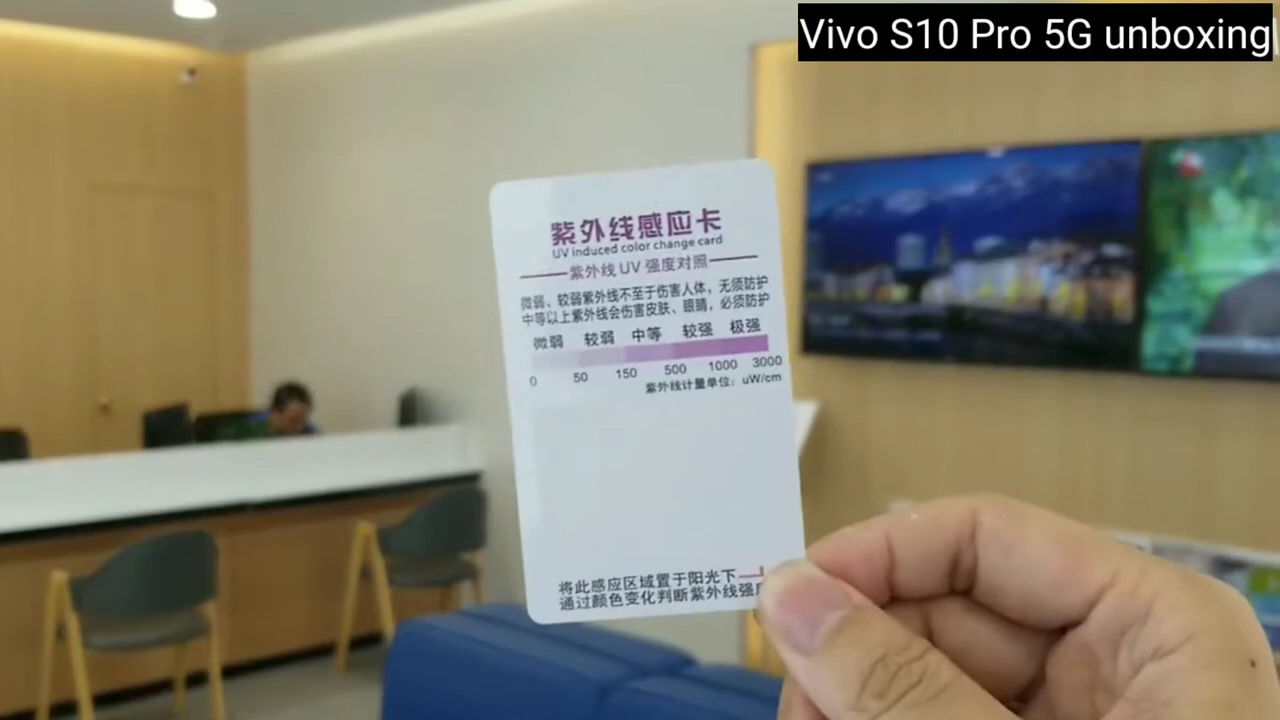 Vivo S10 Pro 5G unboxing
紫外线感应卡
UV induced color change card
紫外线 UV 强度对照
微弱、较弱紫外线不至于伤害人体，无须防护
中等以上紫外线会伤害皮肤、眼睛，必须防护
微弱 较弱 中等 较强 极强
0 50 150 500 1000 3000
紫外线计量单位：uW/cm
将此感应区域置于阳光下
通过颜色变化判断紫外线强度